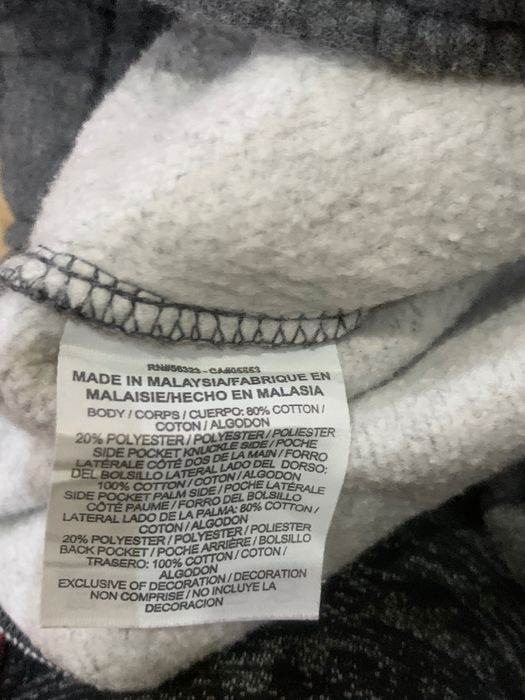 RN#56323 - CA#05553
MADE IN MALAYSIA/FABRIQUE EN
MALAISIE/HECHO EN MALASIA
BODY / CORPS / CUERPO: 80% COTTON /
COTON / ALGODON
20% POLYESTER / POLYESTER / POLIESTER
SIDE POCKET KNUCKLE SIDE / POCHE
LATÉRALE CÔTÉ DOS DE LA MAIN / FORRO
DEL BOLSILLO LATERAL LADO DEL DORSO:
100% COTTON / COTON / ALGODON
SIDE POCKET PALM SIDE / POCHE LATÉRALE
CÔTÉ PAUME / FORRO DEL BOLSILLO
LATERAL LADO DE LA PALMA: 80% COTTON /
COTON / ALGODON
20% POLYESTER / POLYESTER / POLIESTER
BACK POCKET / POCHE ARRIÈRE / BOLSILLO
TRASERO: 100% COTTON / COTON /
ALGODON
EXCLUSIVE OF DECORATION / DECORATION
NON COMPRISE / NO INCLUYE LA
DECORACION